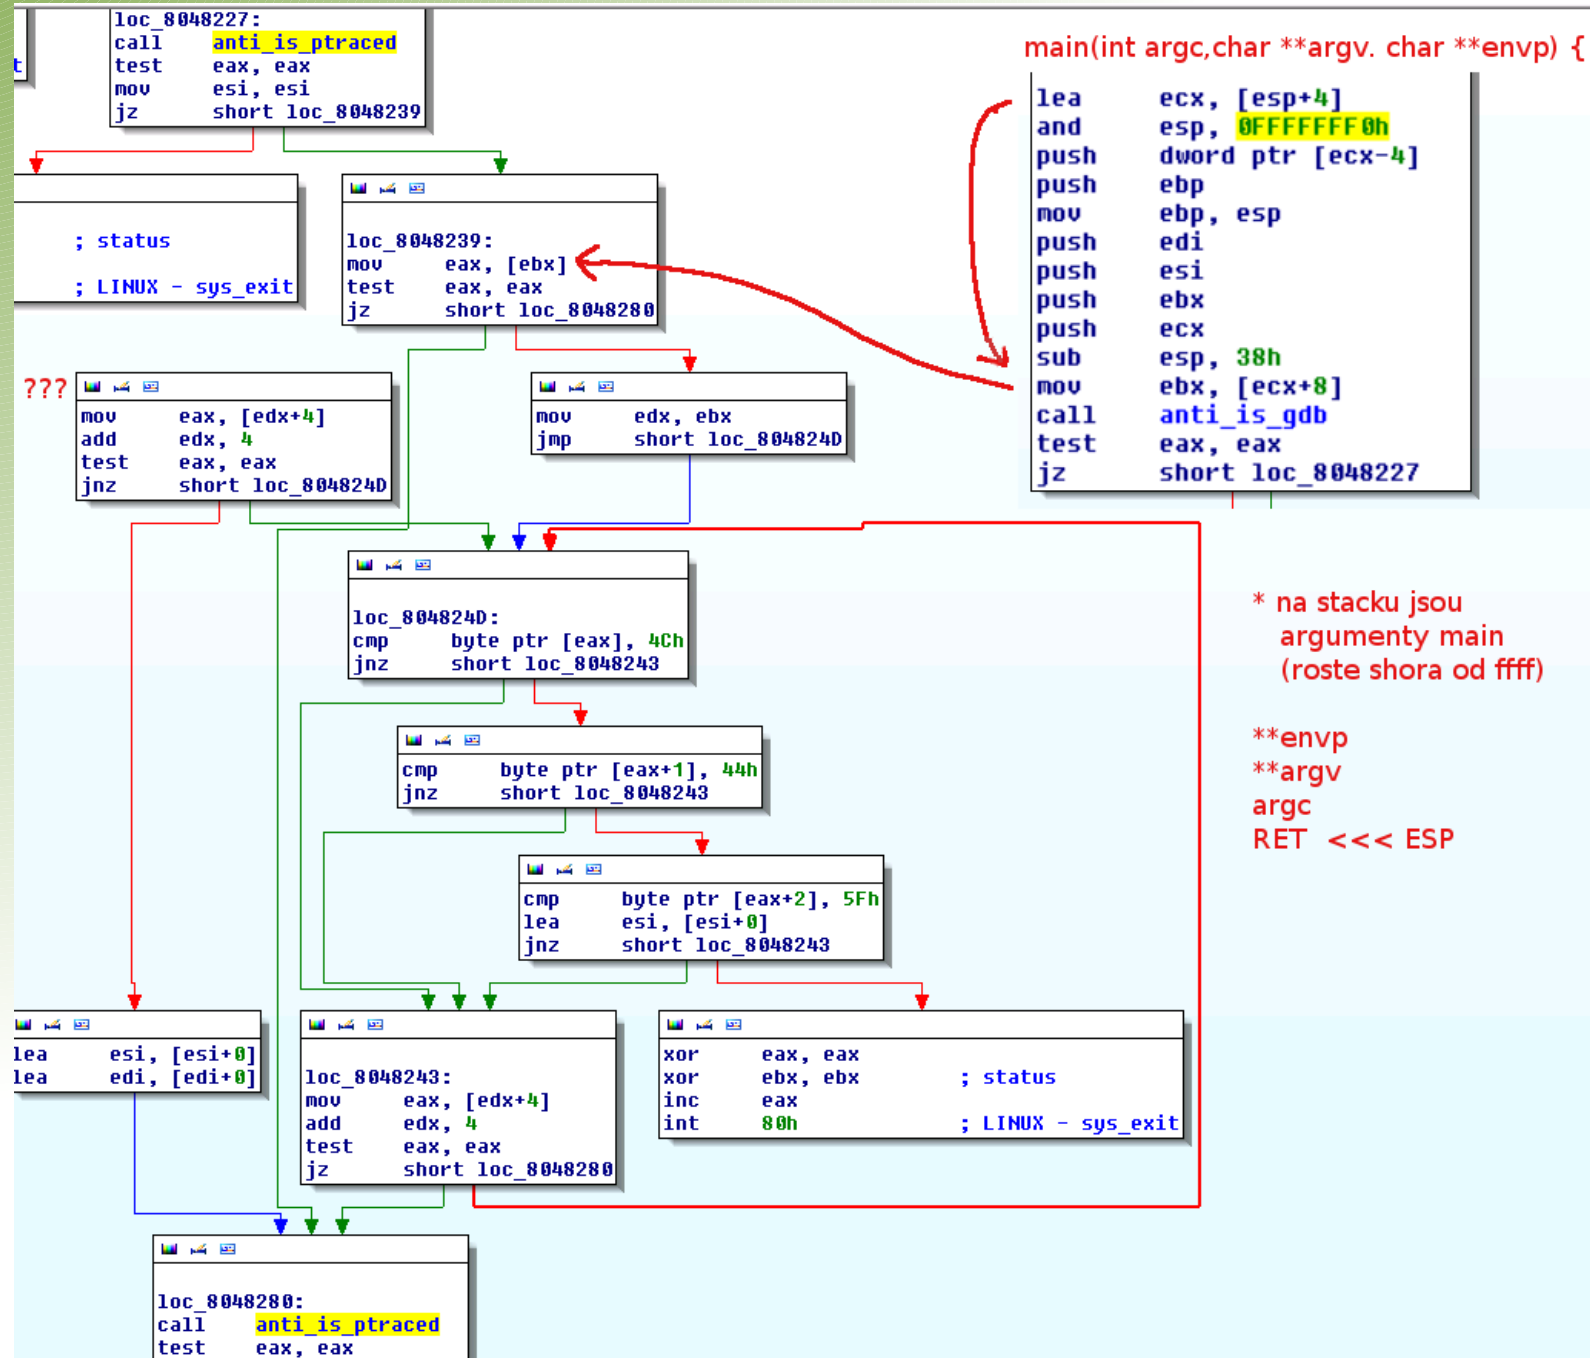 loc_8048227:
call anti_is_ptraced
test eax, eax
mov esi, esi
jz short loc_8048239
t
main(int argc,char **argv. char **envp) {
lea ecx, [esp+4]
and esp, 0FFFFFFF0h
push dword ptr [ecx-4]
push ebp
mov ebp, esp
push edi
push esi
push ebx
push ecx
sub esp, 38h
mov ebx, [ecx+8]
call anti_is_gdb
test eax, eax
jz short loc_8048227
; status
; LINUX - sys_exit
loc_8048239:
mov eax, [ebx]
test eax, eax
jz short loc_8048280
???
mov eax, [edx+4]
add edx, 4
test eax, eax
jnz short loc_804824D
mov edx, ebx
jmp short loc_804824D
loc_804824D:
cmp byte ptr [eax], 4Ch
jnz short loc_8048243
* na stacku jsou
argumenty main
(roste shora od ffff)
**envp
**argv
argc
RET <<< ESP
cmp byte ptr [eax+1], 44h
jnz short loc_8048243
cmp byte ptr [eax+2], 5Fh
lea esi, [esi+0]
jnz short loc_8048243
lea esi, [esi+0]
lea edi, [edi+0]
loc_8048243:
mov eax, [edx+4]
add edx, 4
test eax, eax
jz short loc_8048280
xor eax, eax
xor ebx, ebx ; status
inc eax
int 80h ; LINUX - sys_exit
loc_8048280:
call anti_is_ptraced
test eax, eax